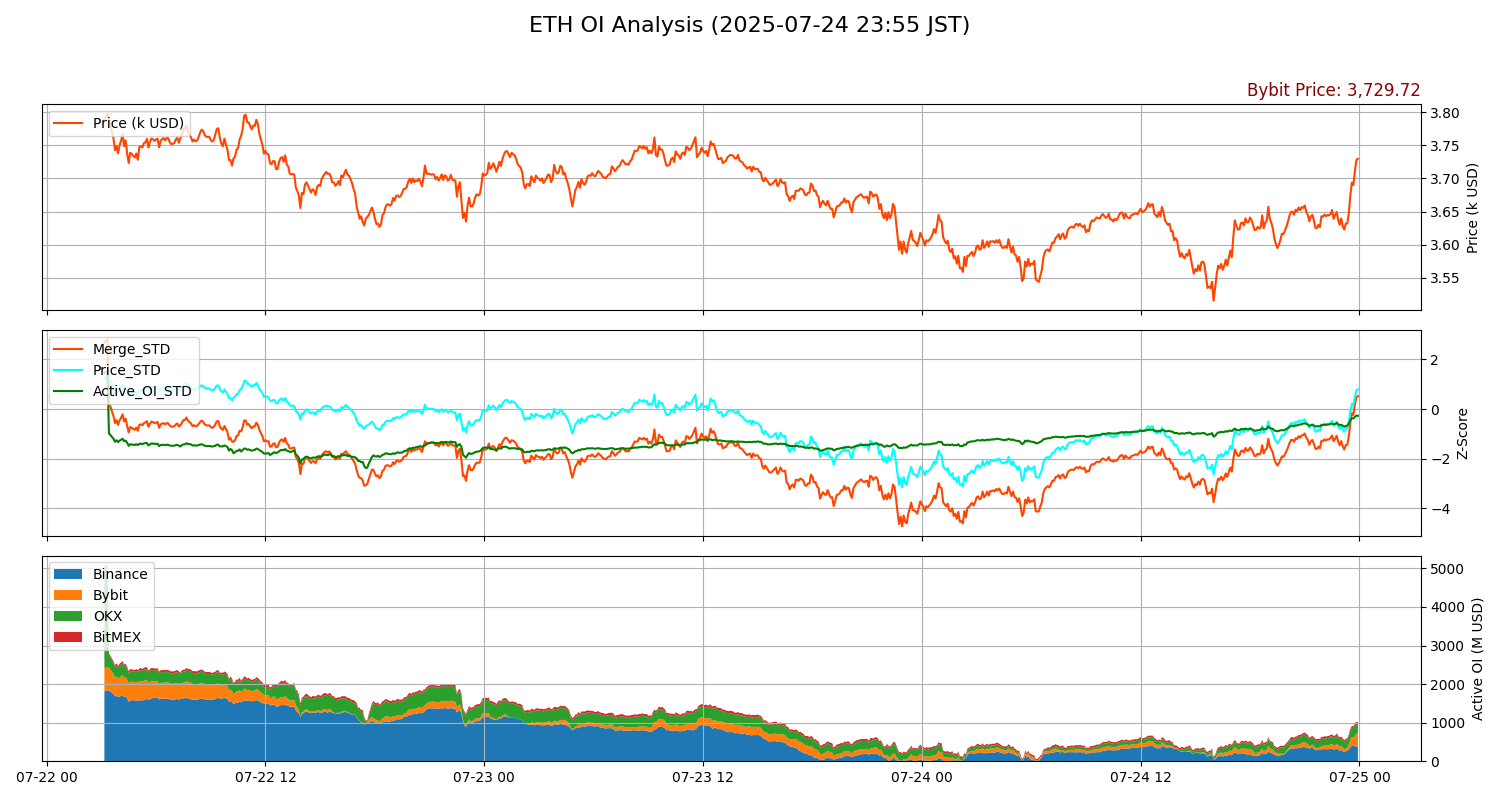 ETH OI Analysis (2025-07-24 23:55 JST)
Bybit Price: 3,729.72
Price (k USD)
3.80
3.75
3.70
3.65
3.60
3.55
Price (k USD)
Merge_STD
Price_STD
Active_OI_STD
2
0
−2
−4
Z-Score
Binance
Bybit
OKX
BitMEX
5000
4000
3000
2000
1000
0
Active OI (M USD)
07-22 00
07-22 12
07-23 00
07-23 12
07-24 00
07-24 12
07-25 00